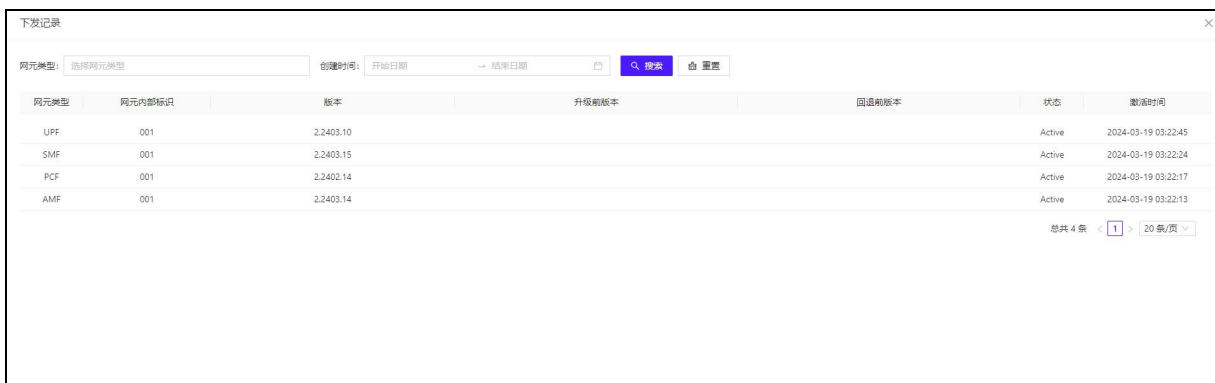 下发记录
网元类型: 选择网元类型 创建时间: 开始日期 → 结束日期 搜索 重置
网元类型 网元内部标识 版本 升级前版本 回退前版本 状态 激活时间
UPF 001 2.2403.10 Active 2024-03-19 03:22:45
SMF 001 2.2403.15 Active 2024-03-19 03:22:24
PCF 001 2.2402.14 Active 2024-03-19 03:22:17
AMF 001 2.2403.14 Active 2024-03-19 03:22:13
总共 4 条 < 1 > 20 条/页